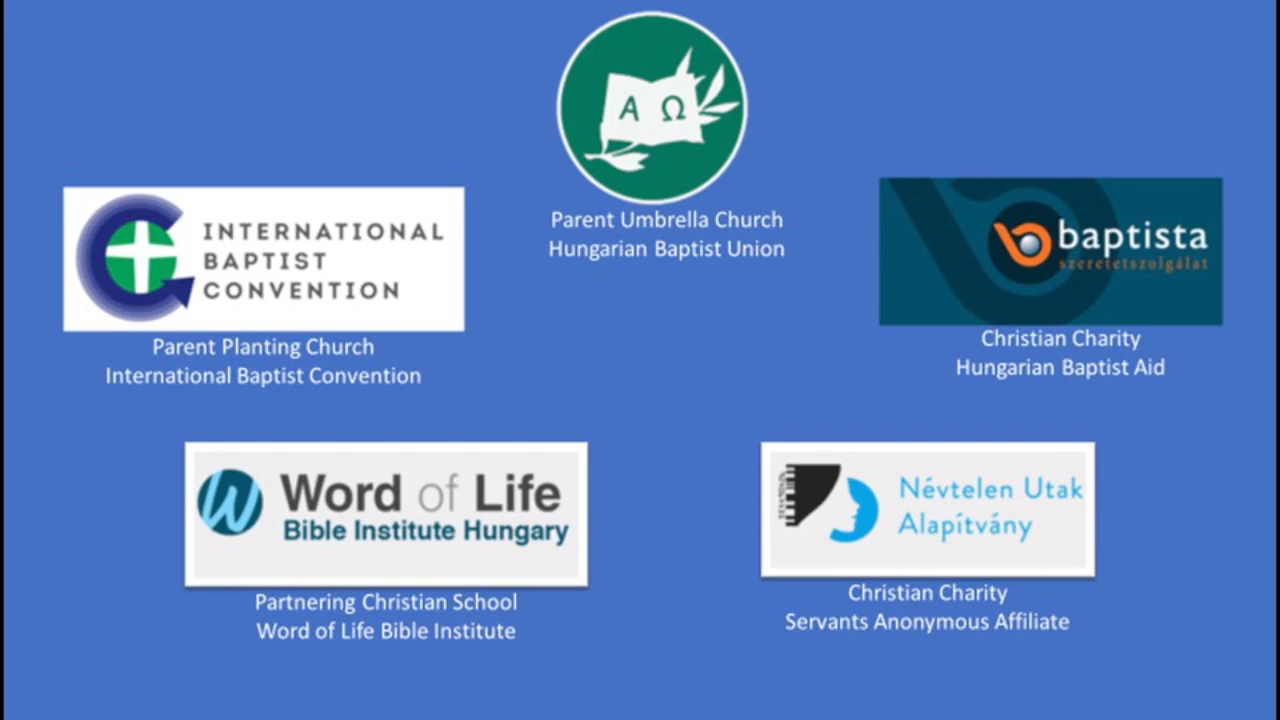 Α Ω
Parent Umbrella Church
Hungarian Baptist Union
INTERNATIONAL
BAPTIST
CONVENTION
Parent Planting Church
International Baptist Convention
baptista
szeretetszolgálat
Christian Charity
Hungarian Baptist Aid
Word of Life
Bible Institute Hungary
Partnering Christian School
Word of Life Bible Institute
Névtelen Utak
Alapítvány
Christian Charity
Servants Anonymous Affiliate